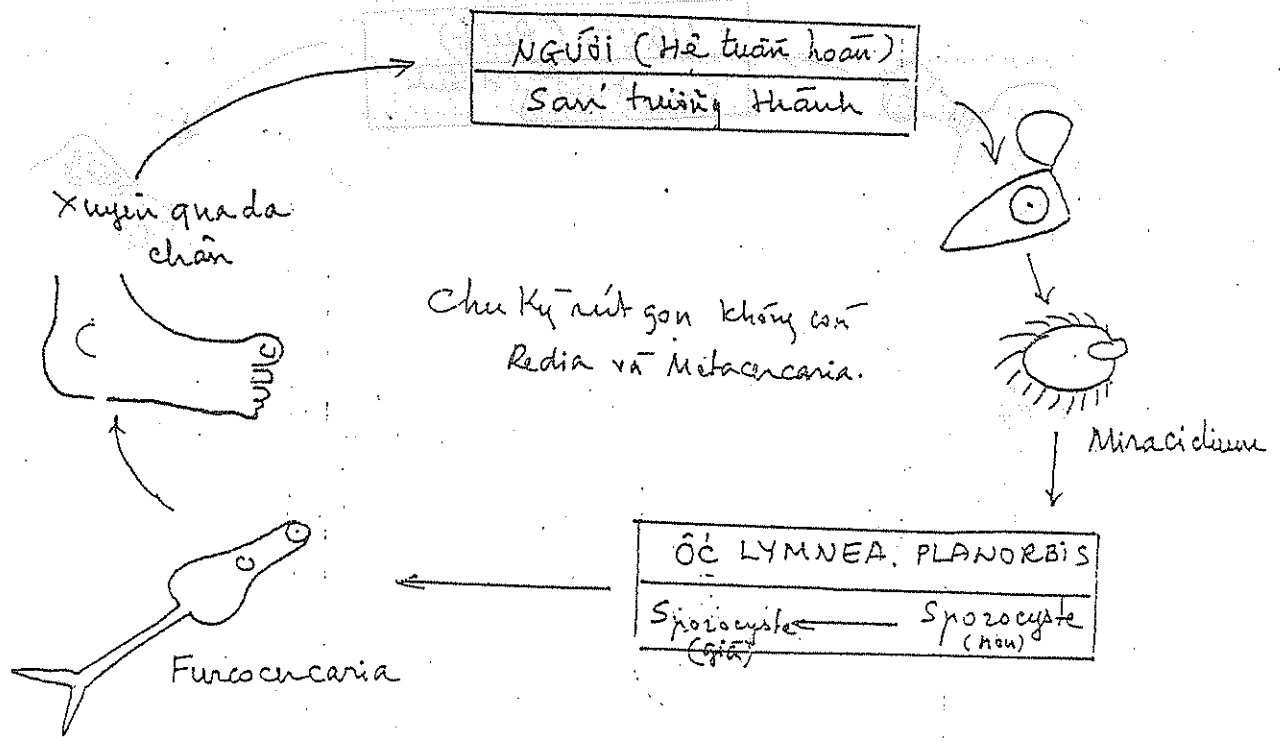 NGƯỜI (Hệ tuần hoàn)
Sán trưởng thành
Xuyên qua da
chân
Chu kỳ rút gọn không còn
Redia và Metacercaria.
Miracidium
ỐC LYMNEA. PLANORBIS
Sporocyste (già) ← Sporocyste (non)
Furcocercaria